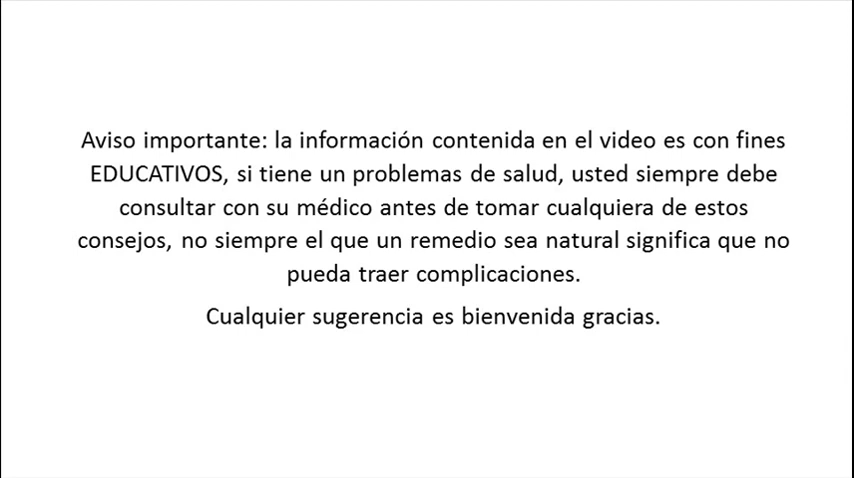 Aviso importante: la información contenida en el video es con fines
EDUCATIVOS, si tiene un problemas de salud, usted siempre debe
consultar con su médico antes de tomar cualquiera de estos
consejos, no siempre el que un remedio sea natural significa que no
pueda traer complicaciones.
Cualquier sugerencia es bienvenida gracias.